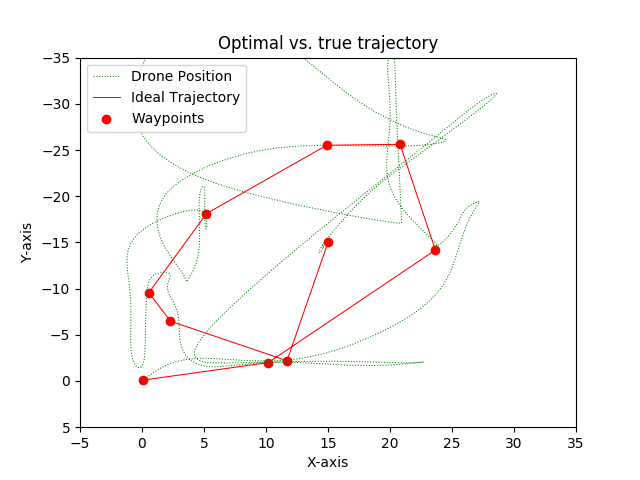 Optimal vs. true trajectory
Drone Position
Ideal Trajectory
Waypoints
Y-axis
−35
−30
−25
−20
−15
−10
−5
0
5
−5 0 5 10 15 20 25 30 35
X-axis